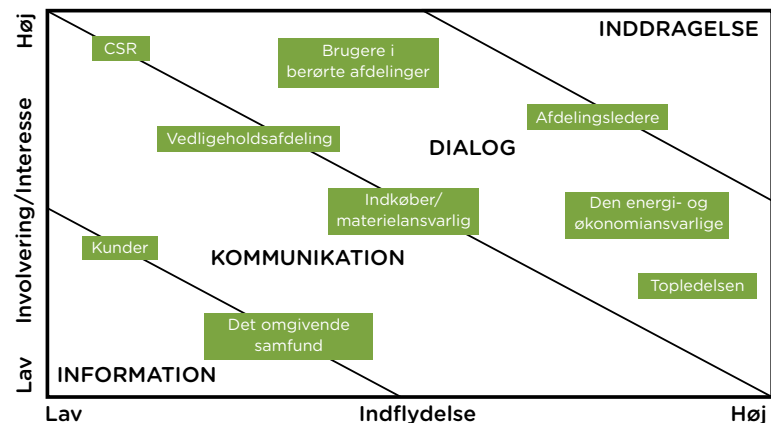 Høj
INDDRAGELSE
CSR
Brugere i
berørte afdelinger
Afdelingsledere
Vedligeholdsafdeling
DIALOG
Involvering/Interesse
Indkøber/
materielansvarlig
Den energi- og
økonomiansvarlige
Kunder
KOMMUNIKATION
Topledelsen
Det omgivende
samfund
Lav
INFORMATION
Lav
Indflydelse
Høj